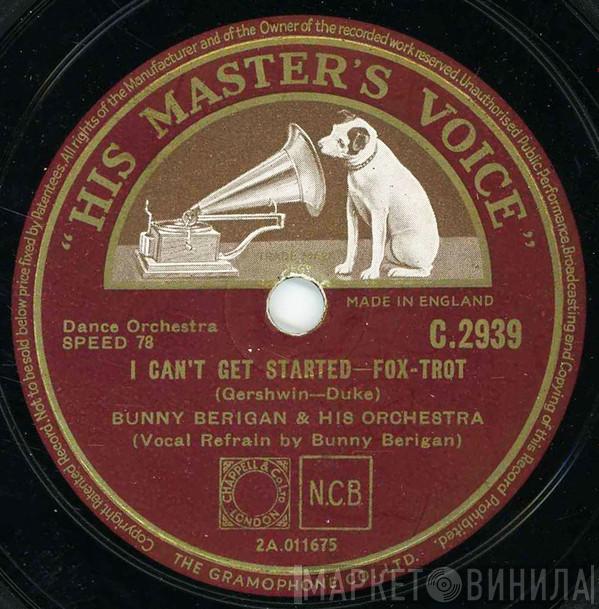 "HIS MASTER'S VOICE"
Copyright. Patented Record. Not to be sold below price fixed by Patentees. All rights of the Manufacturer and of the Owner of the recorded work reserved. Unauthorised Public-Performance, Broadcasting and Copying of this Record Prohibited.
TRADE MARK
MADE IN ENGLAND
Dance Orchestra
C.2939
SPEED 78
I CAN'T GET STARTED—FOX-TROT
(Gershwin—Duke)
BUNNY BERIGAN & HIS ORCHESTRA
(Vocal Refrain by Bunny Berigan)
CHAPPELL & Co LTD.
LONDON
N.C.B.
2A.011675
THE GRAMOPHONE CO. LTD.
МАРКЕТОВИНИЛА!